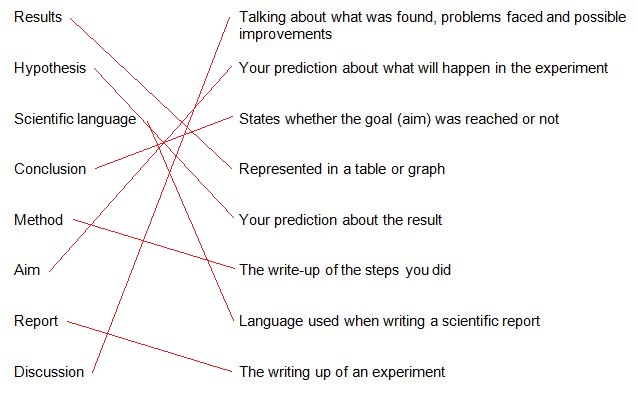 Results
Talking about what was found, problems faced and possible
improvements
Hypothesis
Your prediction about what will happen in the experiment
Scientific language
States whether the goal (aim) was reached or not
Conclusion
Represented in a table or graph
Method
Your prediction about the result
Aim
The write-up of the steps you did
Report
Language used when writing a scientific report
Discussion
The writing up of an experiment